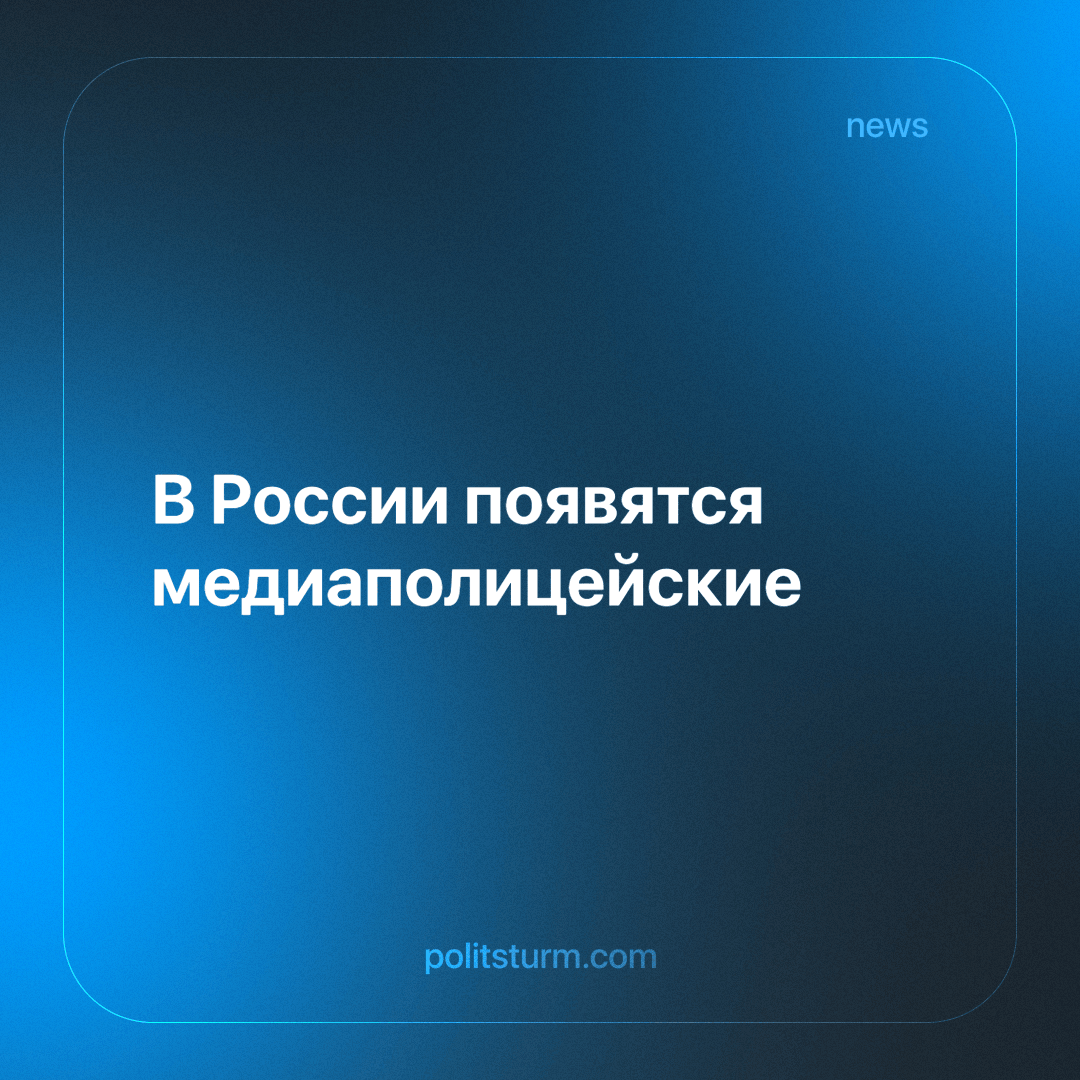 news
В России появятся
медиаполицейские
politsturm.com